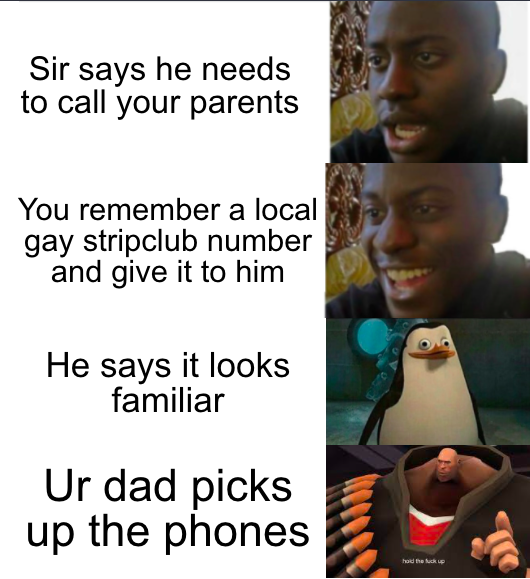 Sir says he needs
to call your parents
You remember a local
gay stripclub number
and give it to him
He says it looks
familiar
Ur dad picks
up the phones
hold the fuck up